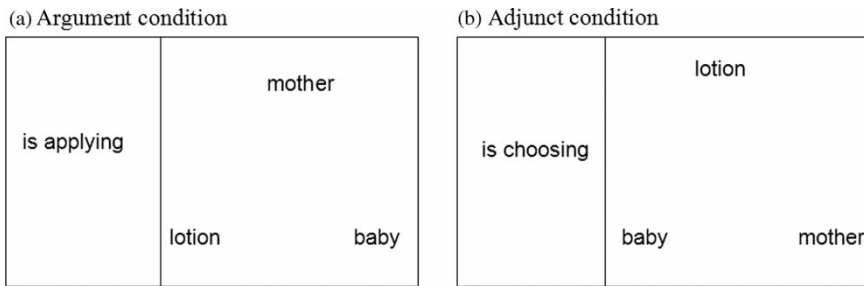 (a) Argument condition
mother
is applying
lotion baby
(b) Adjunct condition
lotion
is choosing
baby mother